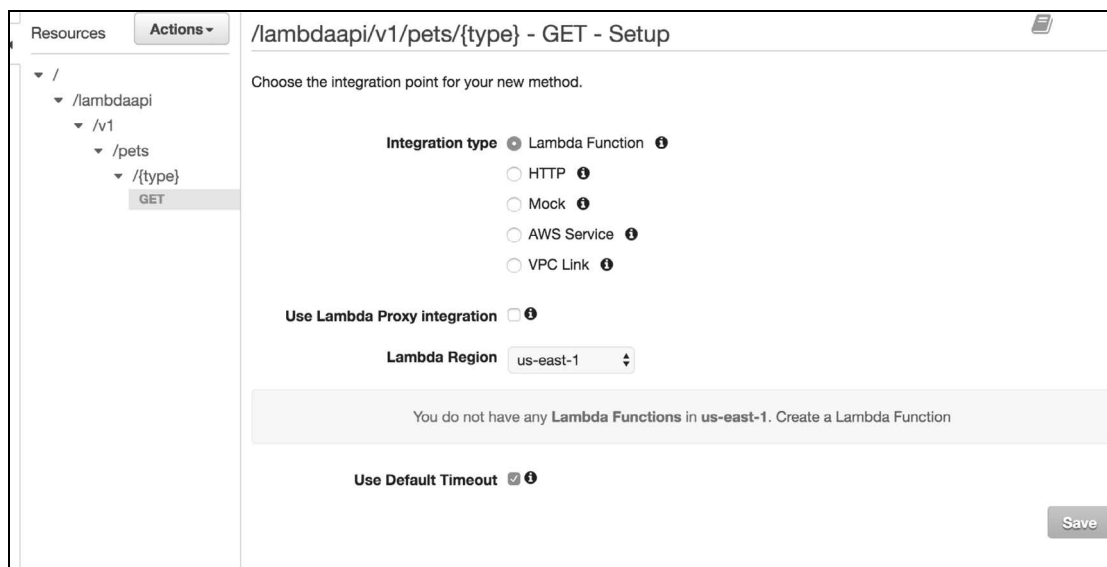 Resources
Actions
/
/lambdaapi
/v1
/pets
/{type}
GET
/lambdaapi/v1/pets/{type} - GET - Setup
Choose the integration point for your new method.
Integration type Lambda Function
HTTP
Mock
AWS Service
VPC Link
Use Lambda Proxy integration
Lambda Region us-east-1
You do not have any Lambda Functions in us-east-1. Create a Lambda Function
Use Default Timeout
Save